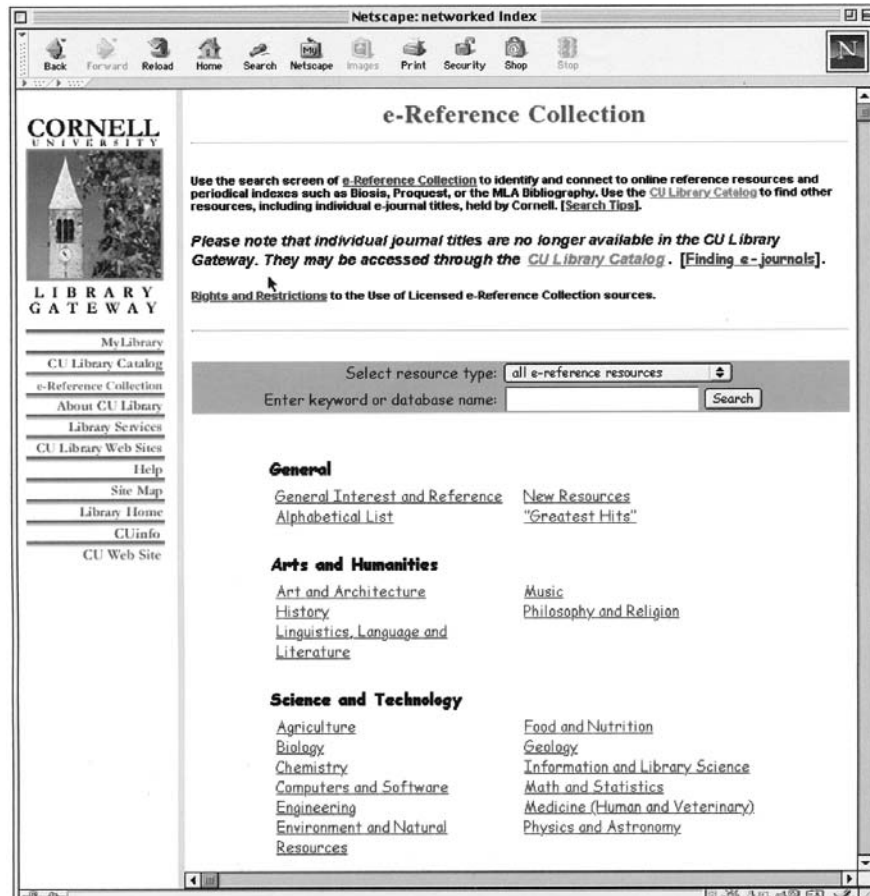 Netscape: networked Index
Back Forward Reload Home Search Netscape Images Print Security Shop Stop
My
N
CORNELL
UNIVERSITY
LIBRARY
GATEWAY
MyLibrary
CU Library Catalog
e-Reference Collection
About CU Library
Library Services
CU Library Web Sites
Help
Site Map
Library Home
CUinfo
CU Web Site
e-Reference Collection
Use the search screen of e-Reference Collection to identify and connect to online reference resources and
periodical indexes such as Biosis, Proquest, or the MLA Bibliography. Use the CU Library Catalog to find other
resources, including individual e-journal titles, held by Cornell. [Search Tips].
Please note that individual journal titles are no longer available in the CU Library
Gateway. They may be accessed through the CU Library Catalog . [Finding e-journals].
Rights and Restrictions to the Use of Licensed e-Reference Collection sources.
Select resource type: all e-reference resources
Enter keyword or database name: Search
General
General Interest and Reference New Resources
Alphabetical List "Greatest Hits"
Arts and Humanities
Art and Architecture Music
History Philosophy and Religion
Linguistics, Language and
Literature
Science and Technology
Agriculture Food and Nutrition
Biology Geology
Chemistry Information and Library Science
Computers and Software Math and Statistics
Engineering Medicine (Human and Veterinary)
Environment and Natural Physics and Astronomy
Resources